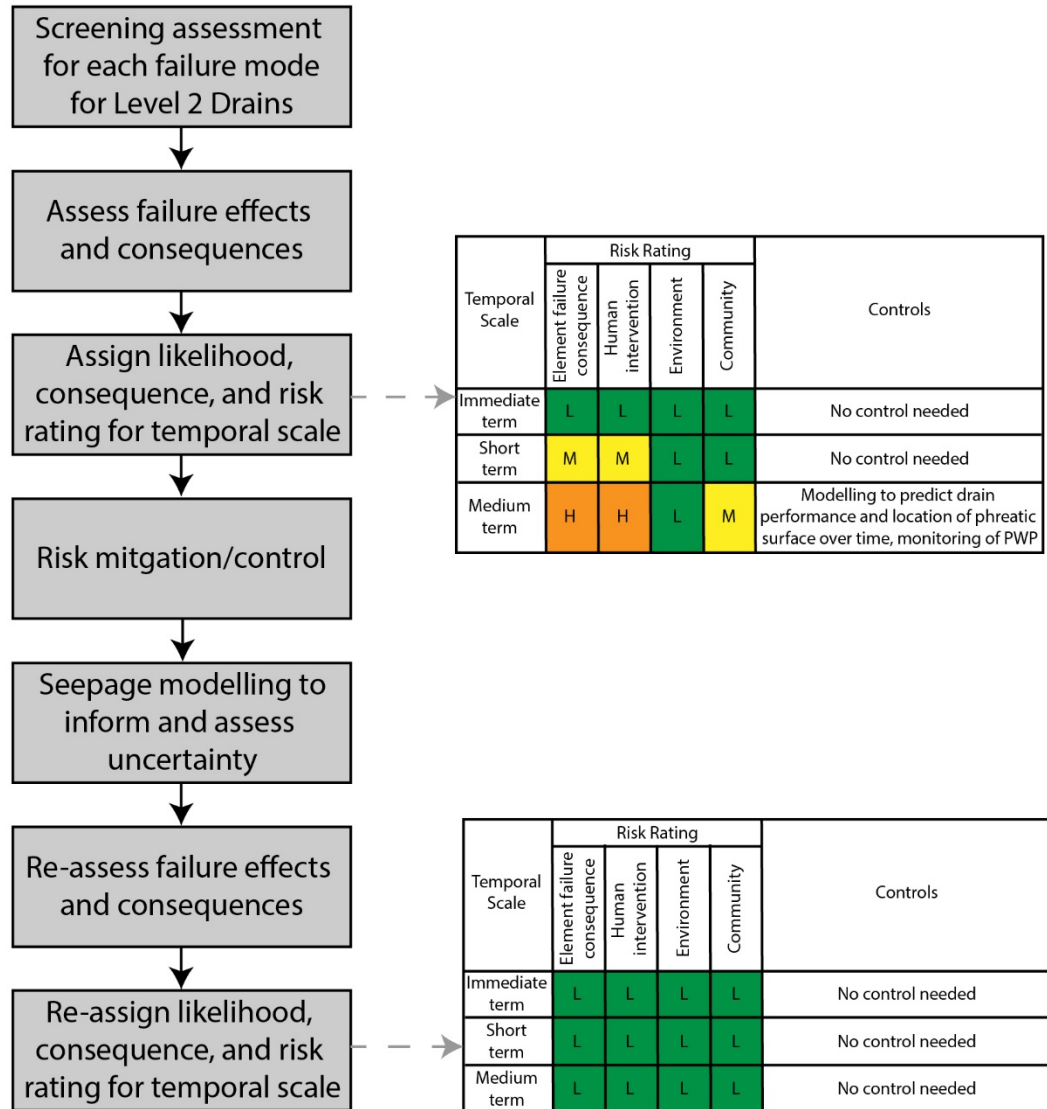 Screening assessment
for each failure mode
for Level 2 Drains
Assess failure effects
and consequences
Assign likelihood,
consequence, and risk
rating for temporal scale
Risk mitgation/control
Seepage modelling to
inform and assess
uncertainty
Re-assess failure effects
and consequences
Re-assign likelihood,
consequence, and risk
rating for temporal scale
Temporal
Scale
Risk Rating
Element failure
consequence
Human
intervention
Environment
Community
Controls
Immediate
term
L
L
L
L
No control needed
Short
term
M
M
L
L
No control needed
Medium
term
H
H
L
M
Modelling to predict drain
performance and location of phreatic
surface over time, monitoring of PWP
Temporal
Scale
Risk Rating
Element failure
consequence
Human
intervention
Environment
Community
Controls
Immediate
term
L
L
L
L
No control needed
Short
term
L
L
L
L
No control needed
Medium
term
L
L
L
L
No control needed